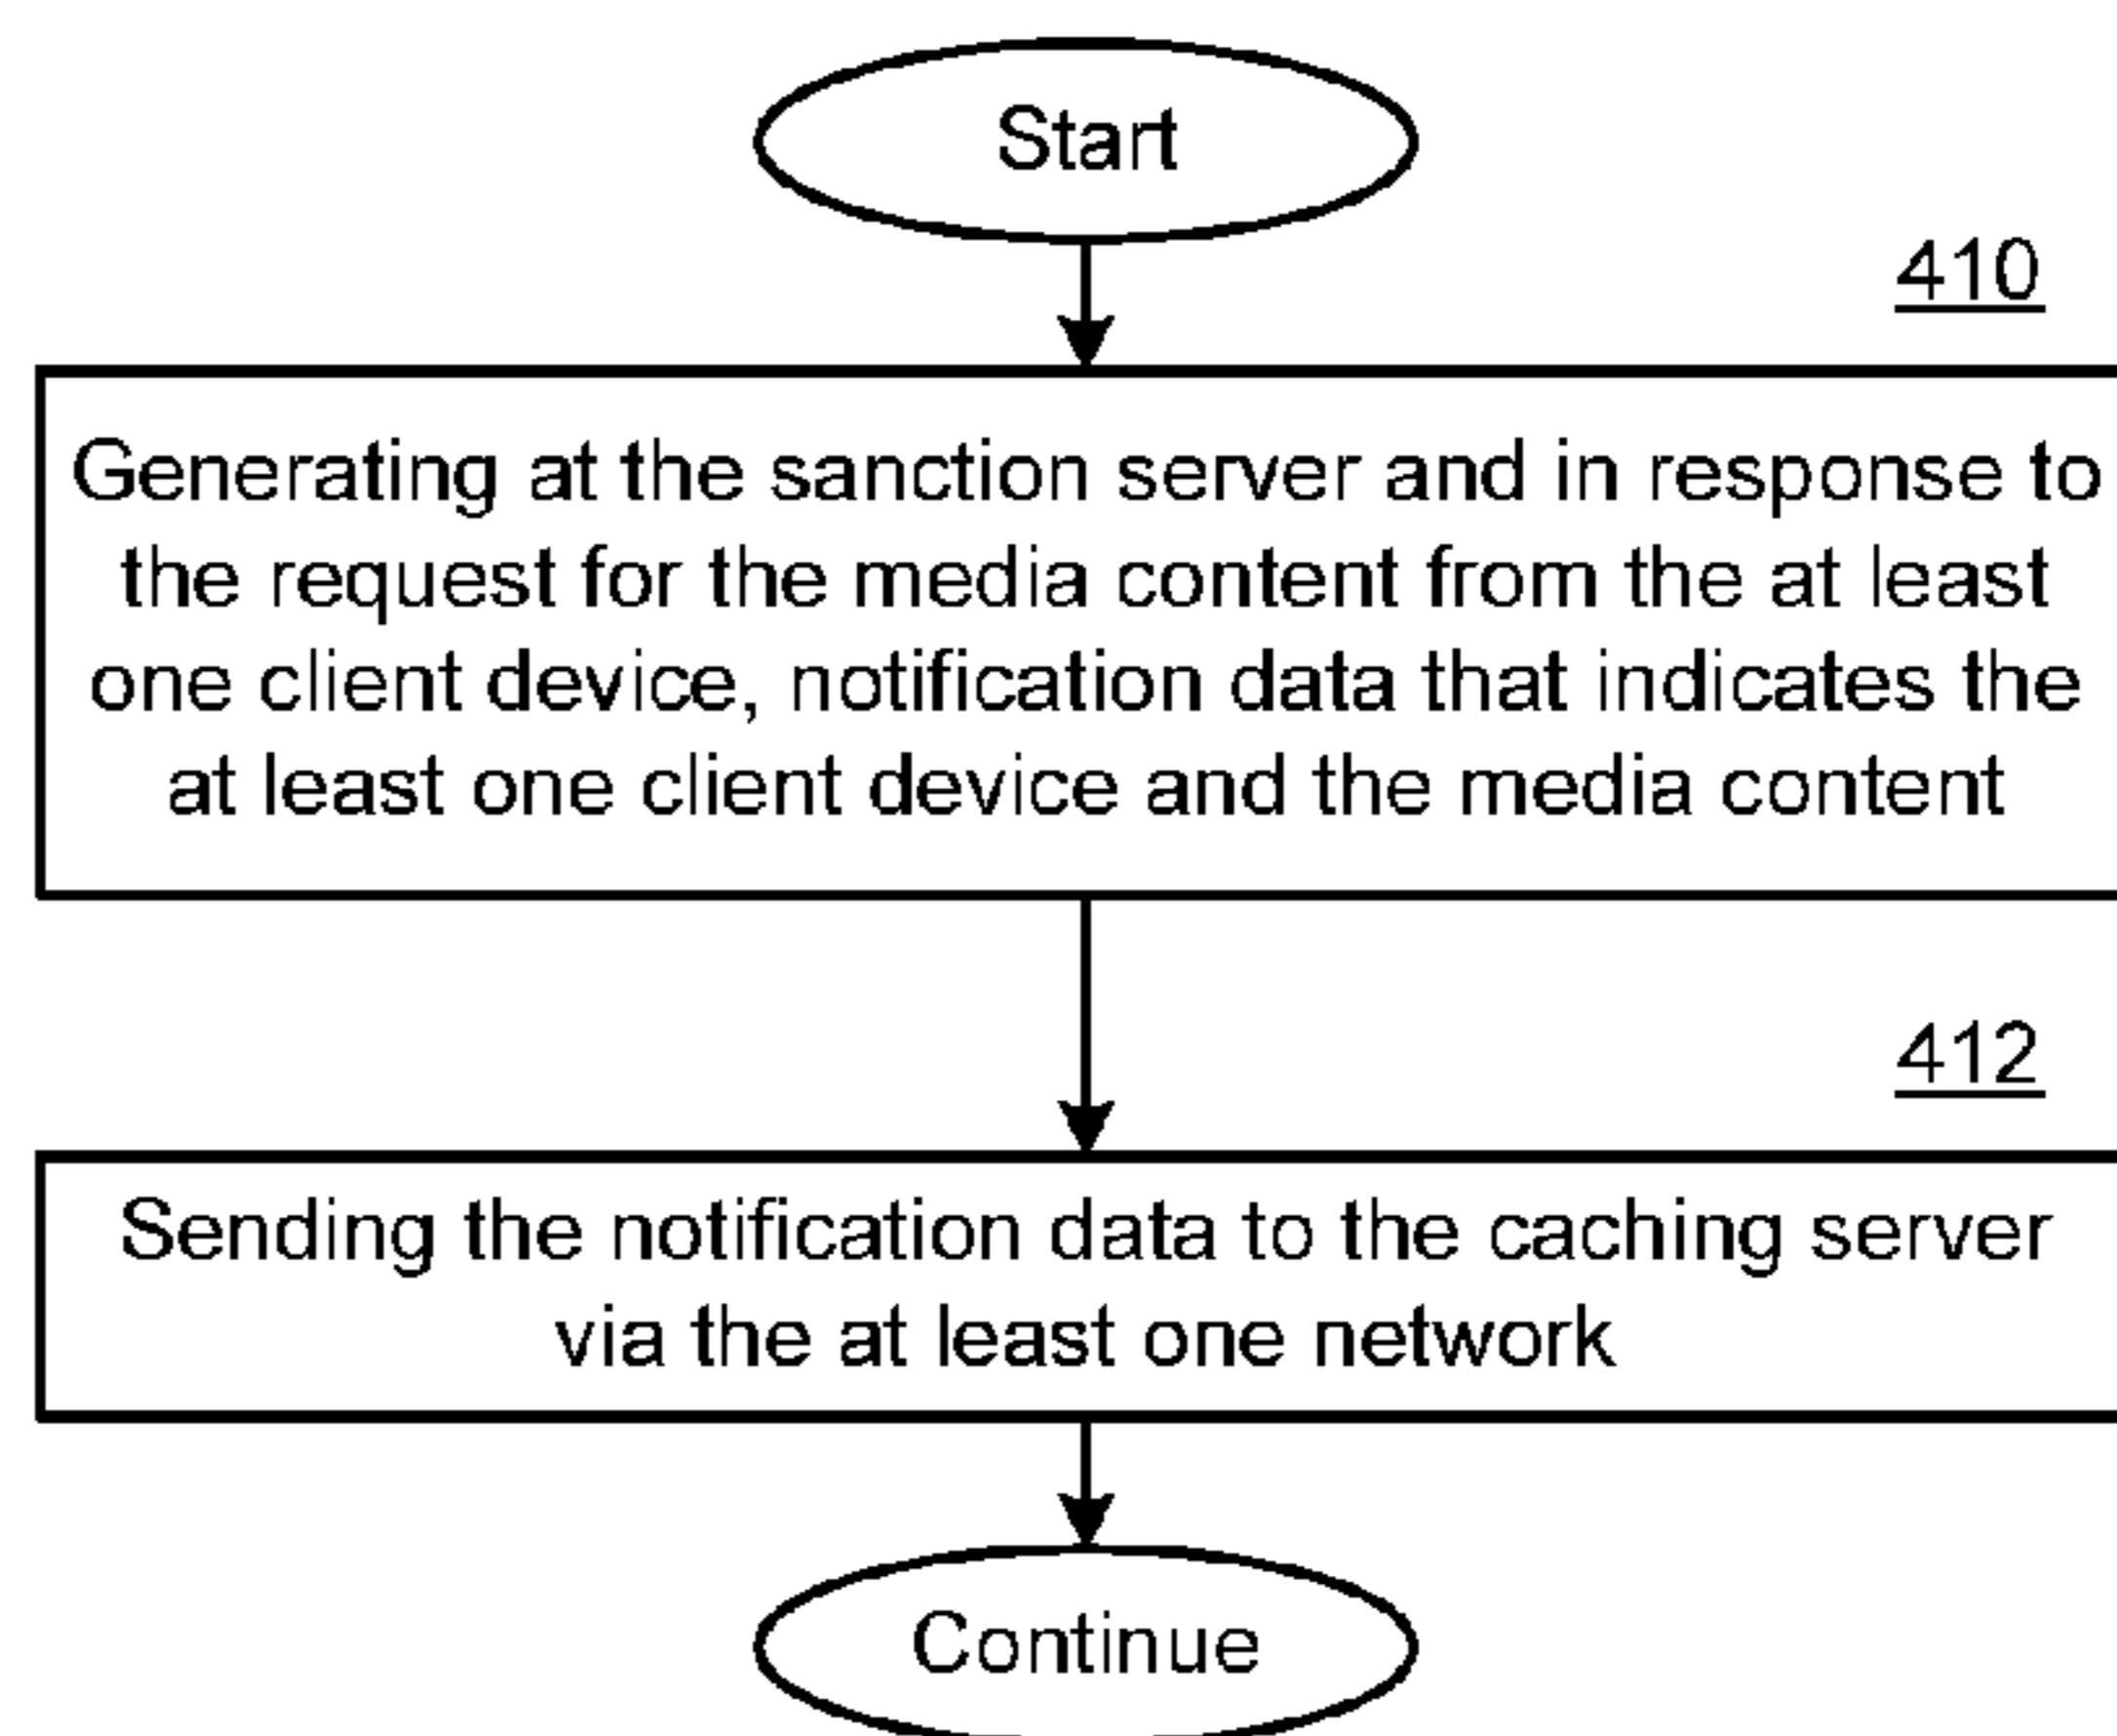 Start
410
Generating at the sanction server and in response to
the request for the media content from the at least
one client device, notification data that indicates the
at least one client device and the media content
412
Sending the notification data to the caching server
via the at least one network
Continue